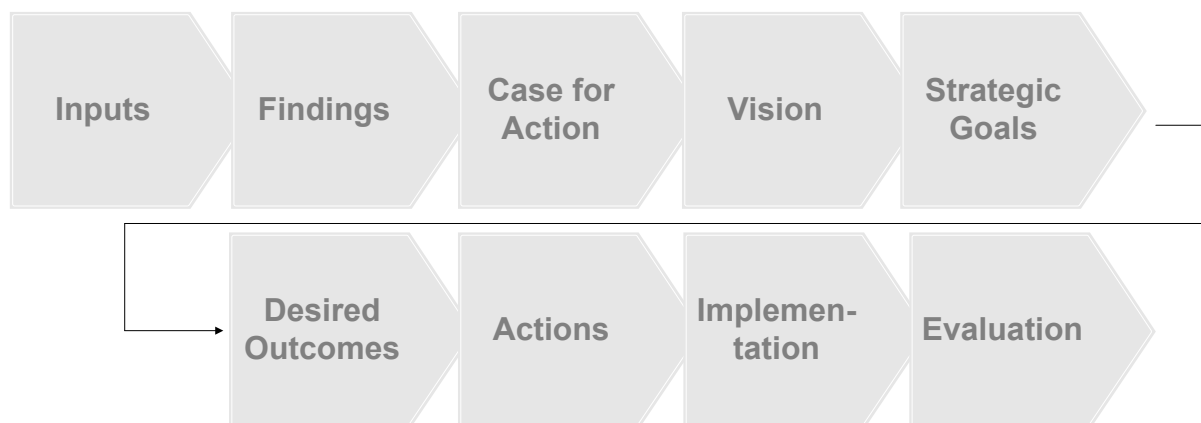 Inputs
Findings
Case for
Action
Vision
Strategic
Goals
Desired
Outcomes
Actions
Implemen-
tation
Evaluation